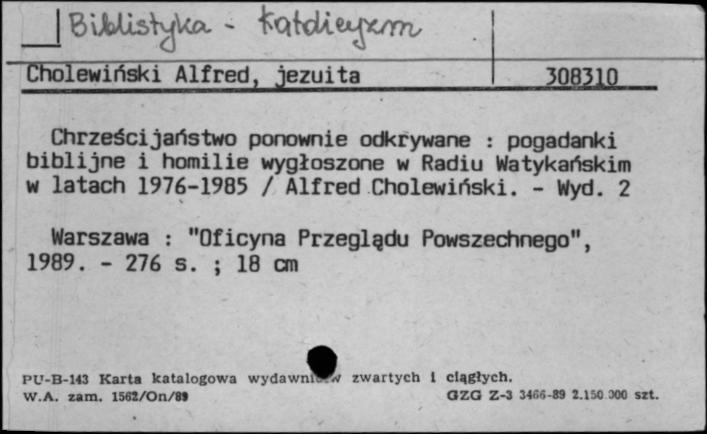 Biblistyka - katolicyzm
Cholewiński Alfred, jezuita 308310
Chrześcijaństwo ponownie odkrywane : pogadanki
biblijne i homilie wygłoszone w Radiu Watykańskim
w latach 1976-1985 / Alfred Cholewiński. - Wyd. 2
Warszawa : "Oficyna Przeglądu Powszechnego",
1989. - 276 s. ; 18 cm
PU-B-143 Karta katalogowa wydawnictw zwartych i ciągłych.
W.A. zam. 1562/On/89 GZG Z-3 3466-89 2.150.000 szt.